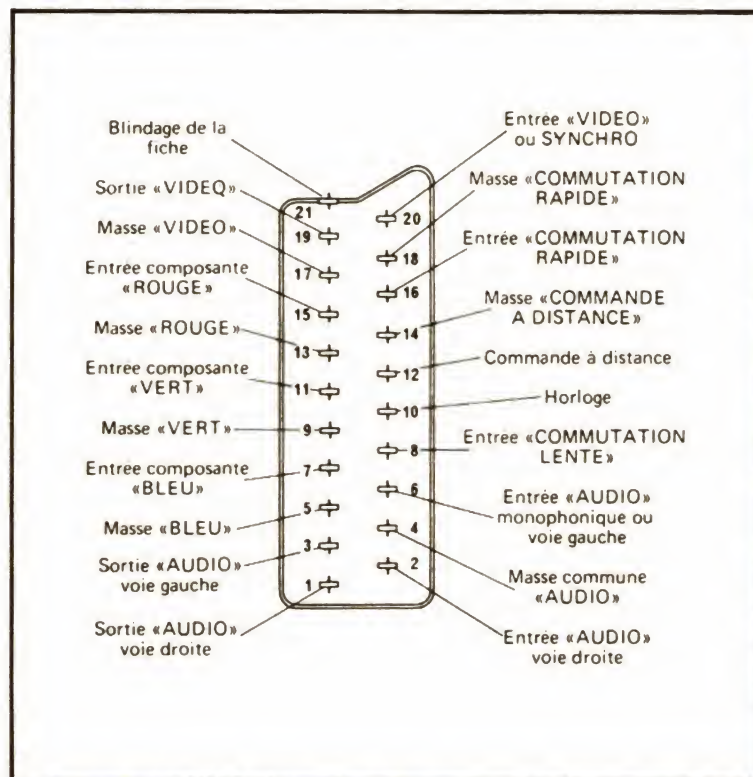 Blindage de la
fiche
21
Sortie «VIDEO»
19
Masse «VIDEO»
17
Entrée composante
«ROUGE»
15
Masse «ROUGE»
13
Entrée composante
«VERT»
11
Masse «VERT»
9
Entrée composante
«BLEU»
7
Masse «BLEU»
5
Sortie «AUDIO»
voie gauche
3
Sortie «AUDIO»
voie droite
1
Entrée «VIDEO»
ou SYNCHRO
20
Masse «COMMUTATION
RAPIDE»
18
Entrée «COMMUTATION
RAPIDE»
16
Masse «COMMANDE
A DISTANCE»
14
Commande à distance
12
Horloge
10
Entrée «COMMUTATION
LENTE»
8
Entrée «AUDIO»
monophonique ou
voie gauche
6
Masse commune
«AUDIO»
4
Entrée «AUDIO»
voie droite
2